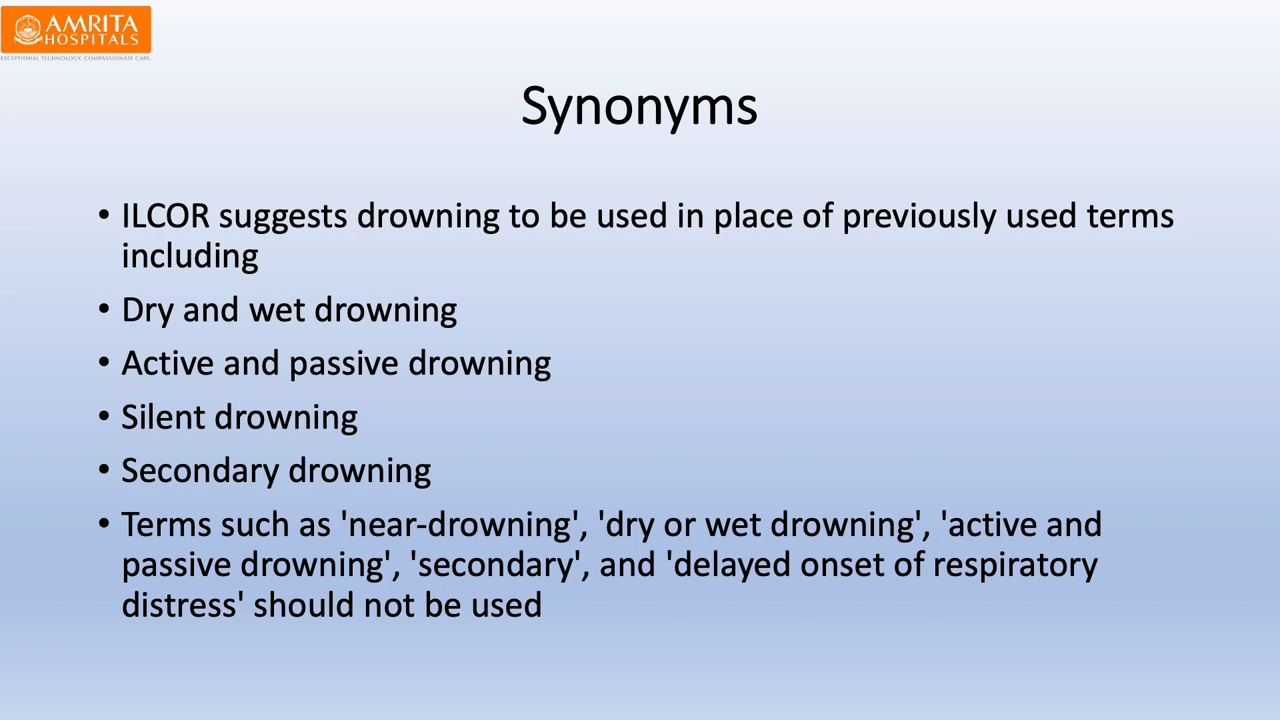 AMRITA
HOSPITALS
EXCEPTIONAL TECHNOLOGY. COMPASSIONATE CARE.
Synonyms
• ILCOR suggests drowning to be used in place of previously used terms
including
• Dry and wet drowning
• Active and passive drowning
• Silent drowning
• Secondary drowning
• Terms such as 'near-drowning', 'dry or wet drowning', 'active and
passive drowning', 'secondary', and 'delayed onset of respiratory
distress' should not be used